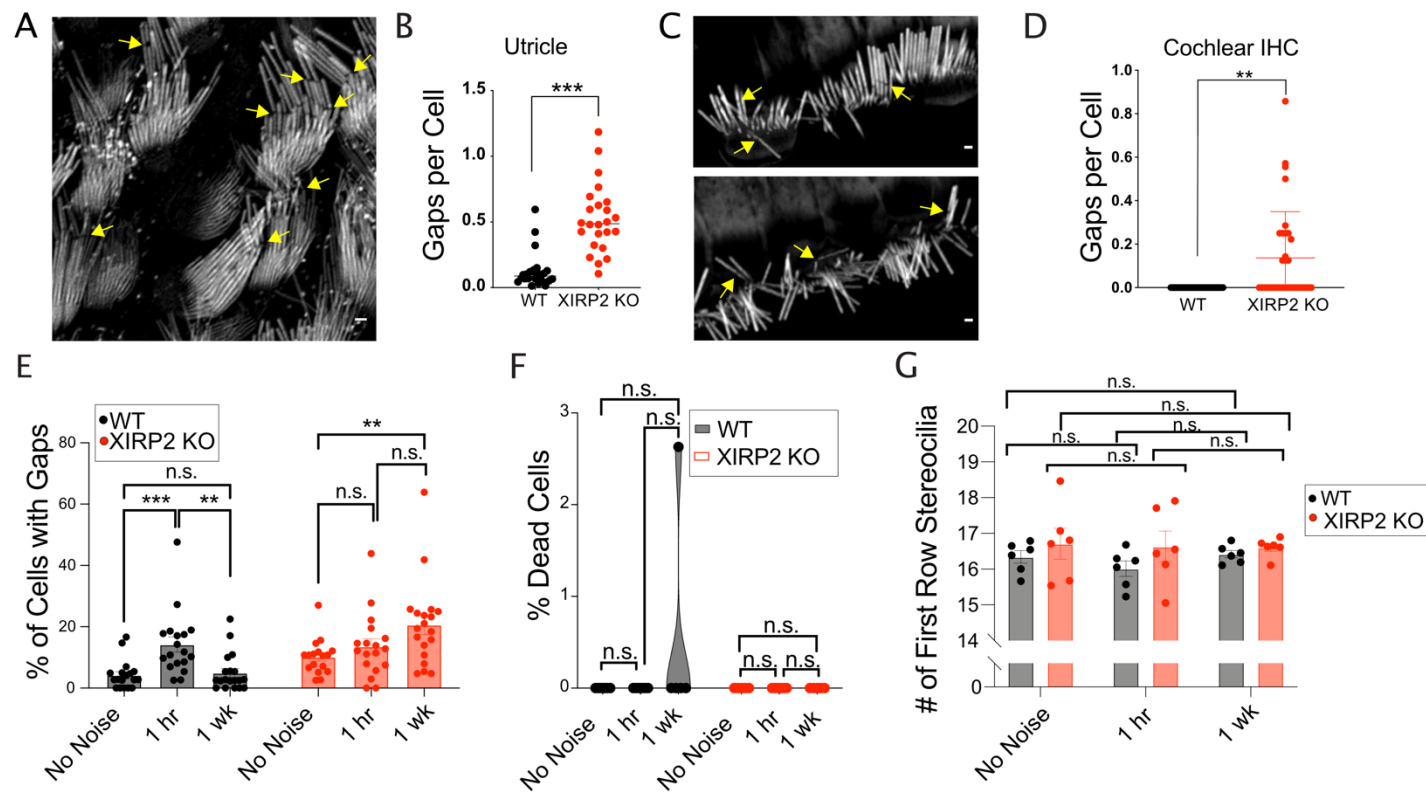 A
B
Utricle
***
Gaps per Cell
1.5
1.0
0.5
0.0
WT XIRP2 KO
C
D
Cochlear IHC
**
Gaps per Cell
1.0
0.8
0.6
0.4
0.2
0.0
WT XIRP2 KO
E
WT
XIRP2 KO
% of Cells with Gaps
80
60
40
20
0
n.s.
*** **
**
n.s.
n.s.
No Noise 1 hr 1 wk No Noise 1 hr 1 wk
F
n.s.
n.s.
WT
XIRP2 KO
% Dead Cells
3
2
1
0
n.s.
n.s.
n.s. n.s.
No Noise 1 hr 1 wk No Noise 1 hr 1 wk
G
n.s.
n.s.
n.s. n.s. n.s.
n.s.
WT
XIRP2 KO
# of First Row Stereocilia
20
19
18
17
16
15
14
0
No Noise 1 hr 1 wk